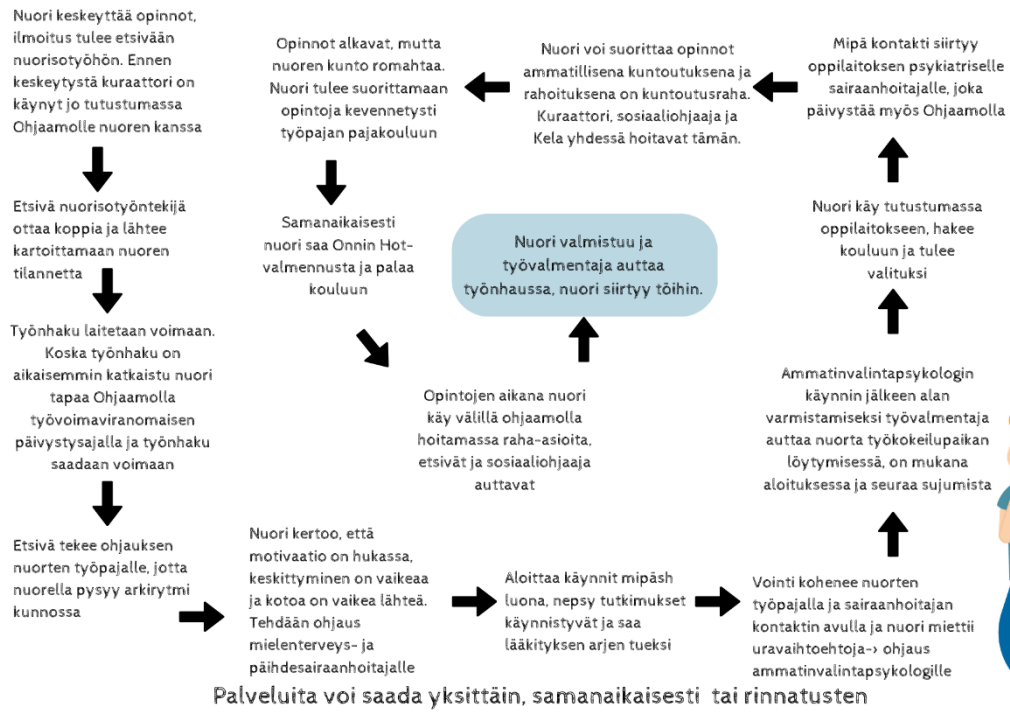 Nuori keskeyttää opinnot,
ilmoitus tulee etsivään
nuorisotyöhön. Ennen
keskeytystä kuraattori on
käynyt jo tutustumassa
Ohjaamolle nuoren kanssa
Etsivä nuorisotyöntekijä
ottaa koppia ja lähtee
kartoittamaan nuoren
tilannetta
Työnhaku laitetaan voimaan.
Koska työnhaku on
aikaisemmin katkaistu nuori
tapaa Ohjaamolla
työvoimaviranomaisen
päivystysajalla ja työnhaku
saadaan voimaan
Etsivä tekee ohjauksen
nuorten työpajalle, jotta
nuorella pysyy arkirytmi
kunnossa
Nuori kertoo, että
motivaatio on hukassa,
keskittyminen on vaikeaa
ja kotoa on vaikea lähteä.
Tehdään ohjaus
mielenterveys- ja
päihdesairaanhoitajalle
Aloittaa käynnit mipäsh
luona, nepsy tutkimukset
käynnistyvät ja saa
lääkityksen arjen tueksi
Vointi kohenee nuorten
työpajalla ja sairaanhoitajan
kontaktin avulla ja nuori miettii
uravaihtoehtoja-> ohjaus
ammatinvalintapsykologille
Ammatinvalintapsykologin
käynnin jälkeen alan
varmistamiseksi työvalmentaja
auttaa nuorta työkokeilupaikan
löytymisessä, on mukana
aloituksessa ja seuraa sujumista
Nuori käy tutustumassa
oppilaitokseen, hakee
kouluun ja tulee
valituksi
Mipä kontakti siirtyy
oppilaitoksen psykiatriselle
sairaanhoitajalle, joka
päivystää myös Ohjaamolla
Nuori voi suorittaa opinnot
ammatillisena kuntoutuksena ja
rahoituksena on kuntoutusraha.
Kuraattori, sosiaaliohjaaja ja
Kela yhdessä hoitavat tämän.
Opinnot alkavat, mutta
nuoren kunto romahtaa.
Nuori tulee suorittamaan
opintoja kevennetysti
työpajan pajakouluun
Samanaikaisesti
nuori saa Onnin Hot-
valmennusta ja palaa
kouluun
Opintojen aikana nuori
käy välillä ohjaamolla
hoitamassa raha-asioita,
etsivät ja sosiaaliohjaaja
auttavat
Nuori valmistuu ja
työvalmentaja auttaa
työnhaussa, nuori siirtyy töihin.
Palveluita voi saada yksittäin, samanaikaisesti tai rinnatusten